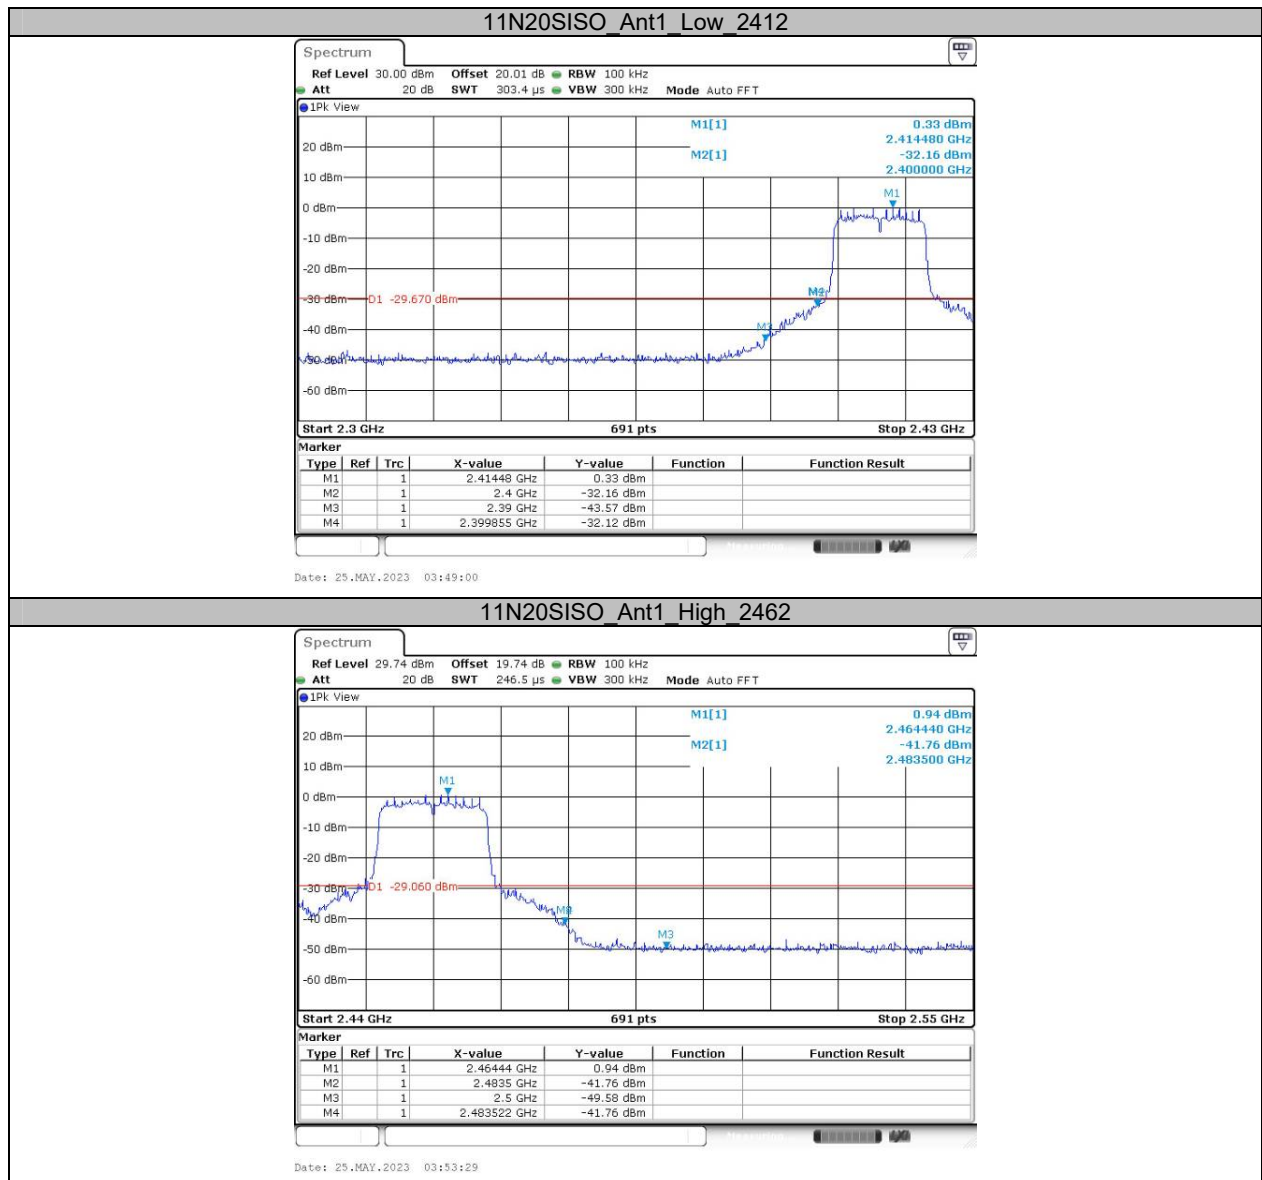 11N20SISO_Ant1_Low_2412
Spectrum
Ref Level 30.00 dBm Offset 20.01 dB RBW 100 kHz
Att 20 dB SWT 303.4 µs VBW 300 kHz Mode Auto FFT
1Pk View
M1[1] 0.33 dBm
2.414480 GHz
M2[1] -32.16 dBm
2.400000 GHz
20 dBm
10 dBm
M1
0 dBm
-10 dBm
-20 dBm
-30 dBm D1 -29.670 dBm
-40 dBm
-50 dBm
-60 dBm
Start 2.3 GHz 691 pts Stop 2.43 GHz
Marker
Type Ref Trc X-value Y-value Function Function Result
M1 1 2.41448 GHz 0.33 dBm
M2 1 2.4 GHz -32.16 dBm
M3 1 2.39 GHz -43.57 dBm
M4 1 2.399855 GHz -32.12 dBm
Date: 25.MAY.2023 03:49:00
11N20SISO_Ant1_High_2462
Spectrum
Ref Level 29.74 dBm Offset 19.74 dB RBW 100 kHz
Att 20 dB SWT 246.5 µs VBW 300 kHz Mode Auto FFT
1Pk View
M1[1] 0.94 dBm
2.464440 GHz
M2[1] -41.76 dBm
2.483500 GHz
20 dBm
10 dBm
M1
0 dBm
-10 dBm
-20 dBm
-30 dBm D1 -29.060 dBm
-40 dBm
M3
-50 dBm
-60 dBm
Start 2.44 GHz 691 pts Stop 2.55 GHz
Marker
Type Ref Trc X-value Y-value Function Function Result
M1 1 2.46444 GHz 0.94 dBm
M2 1 2.4835 GHz -41.76 dBm
M3 1 2.5 GHz -49.58 dBm
M4 1 2.483522 GHz -41.76 dBm
Date: 25.MAY.2023 03:53:29